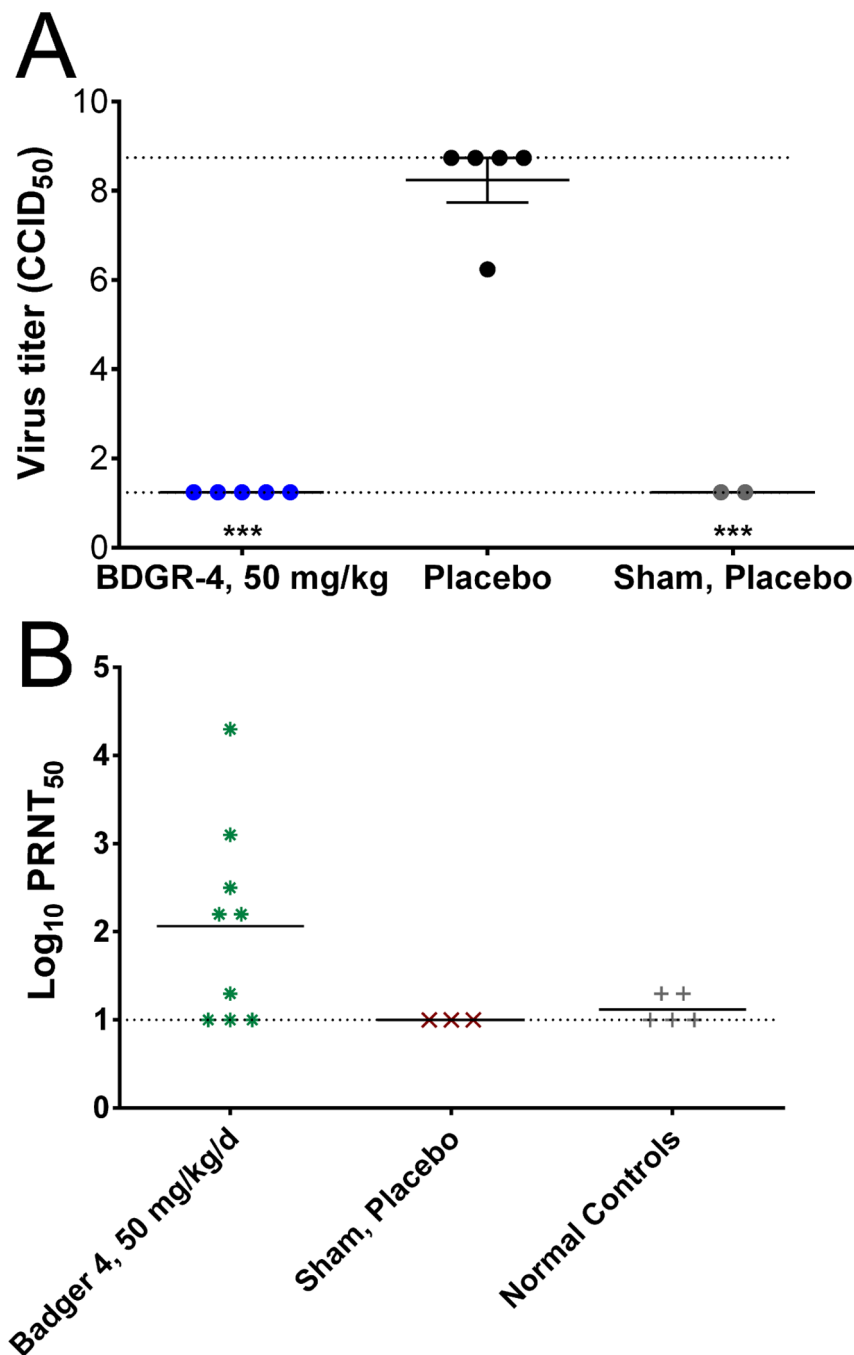 A
10
8
6
4
2
0
Virus titer (CCID50)
***
***
BDGR-4, 50 mg/kg
Placebo
Sham, Placebo
B
5
4
3
2
1
0
Log10 PRNT50
Badger 4, 50 mg/kg/d
Sham, Placebo
Normal Controls